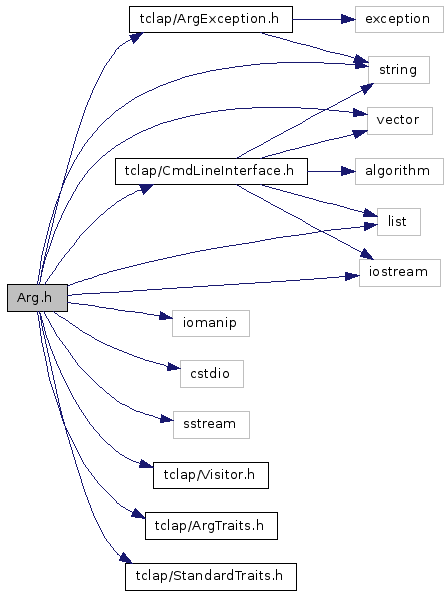 tclap/ArgException.h
exception
string
vector
tclap/CmdLineInterface.h
algorithm
list
iostream
Arg.h
iomanip
cstdio
sstream
tclap/Visitor.h
tclap/ArgTraits.h
tclap/StandardTraits.h